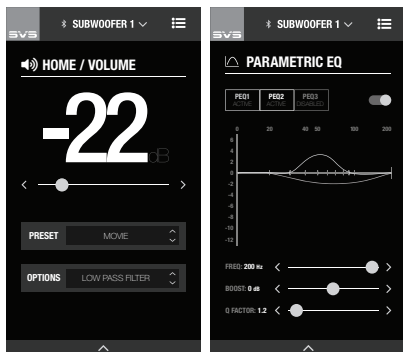 SVS
SUBWOOFER 1
HOME / VOLUME
-22
dB
PRESET MOVIE
OPTIONS LOW PASS FILTER
SVS
SUBWOOFER 1
PARAMETRIC EQ
PEQ1 PEQ2 PEQ3
ACTIVE ACTIVE DISABLED
0 20 40 50 100 200
6
4
2
0
-2
-4
-6
-8
-10
-12
FREQ: 200 Hz
BOOST: 0 dB
Q FACTOR: 1.2